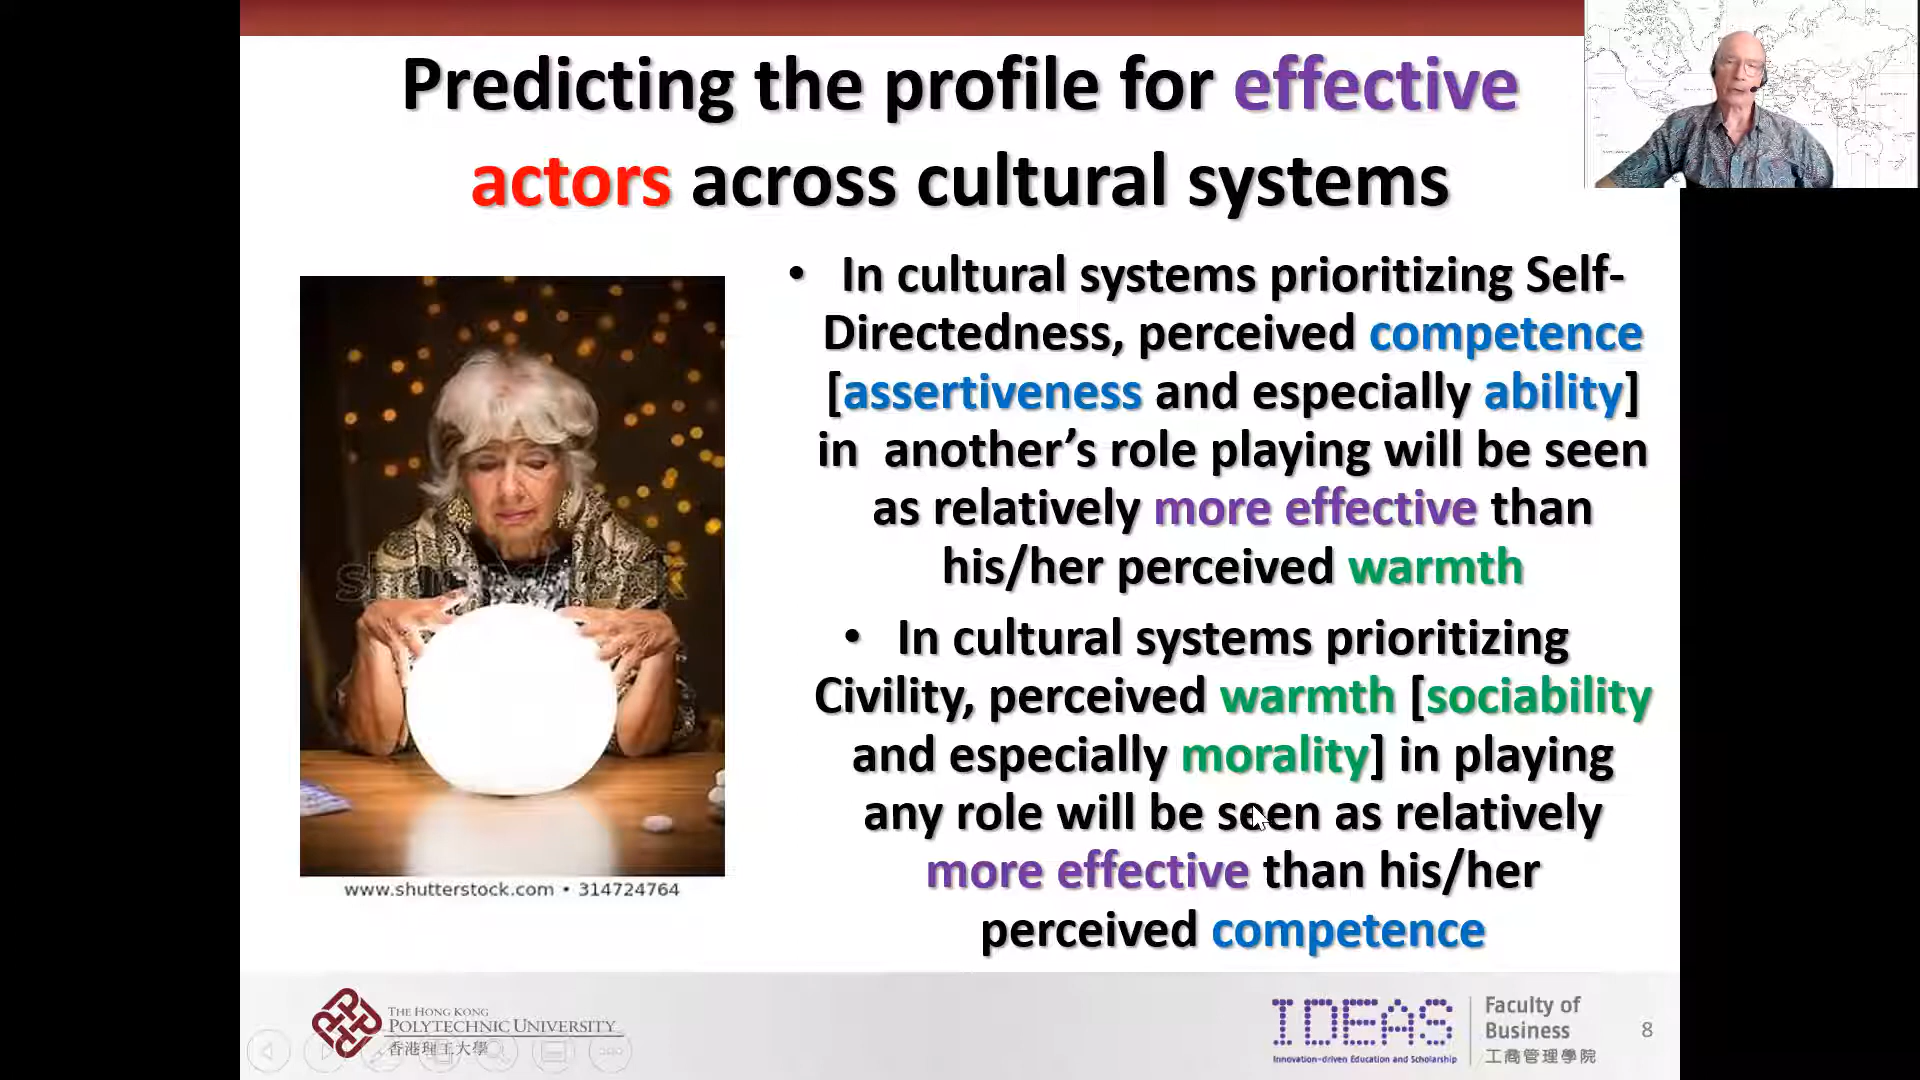 Predicting the profile for effective
actors across cultural systems
• In cultural systems prioritizing Self-
Directedness, perceived competence
[assertiveness and especially ability]
in another’s role playing will be seen
as relatively more effective than
his/her perceived warmth
• In cultural systems prioritizing
Civility, perceived warmth [sociability
and especially morality] in playing
any role will be seen as relatively
more effective than his/her
perceived competence
shutterstock
www.shutterstock.com • 314724764
THE HONG KONG
POLYTECHNIC UNIVERSITY
香港理工大學
IDEAS
Innovation-driven Education and Scholarship
Faculty of
Business
工商管理學院
8